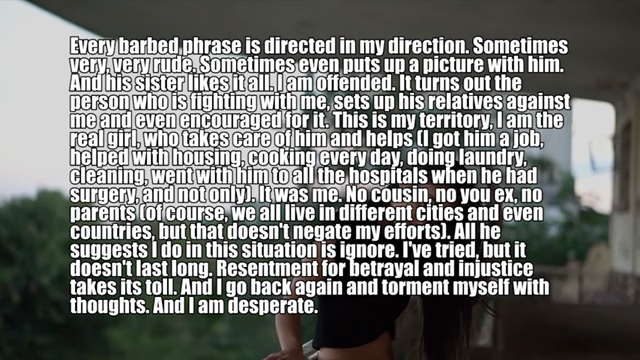 Every barbed phrase is directed in my direction. Sometimes
very, very rude. Sometimes even puts up a picture with him.
And his sister likes it all. I am offended. It turns out the
person who is fighting with me, sets up his relatives against
me and even encouraged for it. This is my territory, I am the
real girl, who takes care of him and helps (I got him a job,
helped with housing, cooking every day, doing laundry,
cleaning, went with him to all the hospitals when he had
surgery, and not only). It was me. No cousin, no you ex, no
parents (of course, we all live in different cities and even
countries, but that doesn't negate my efforts). All he
suggests I do in this situation is ignore. I've tried, but it
doesn't last long. Resentment for betrayal and injustice
takes its toll. And I go back again and torment myself with
thoughts. And I am desperate.